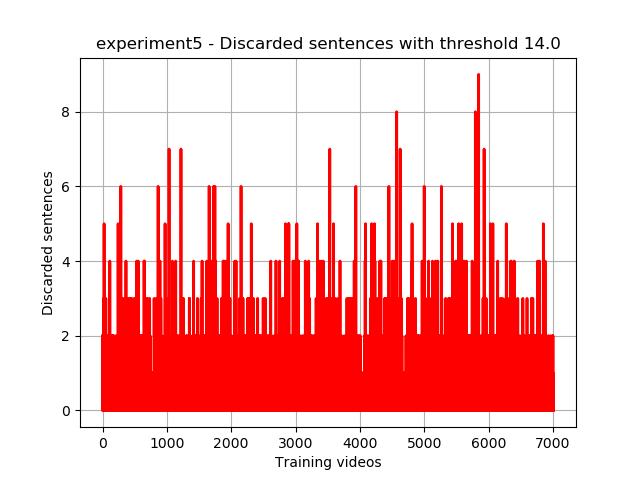 experiment5 - Discarded sentences with threshold 14.0
8
6
4
2
0
Discarded sentences
0 1000 2000 3000 4000 5000 6000 7000
Training videos